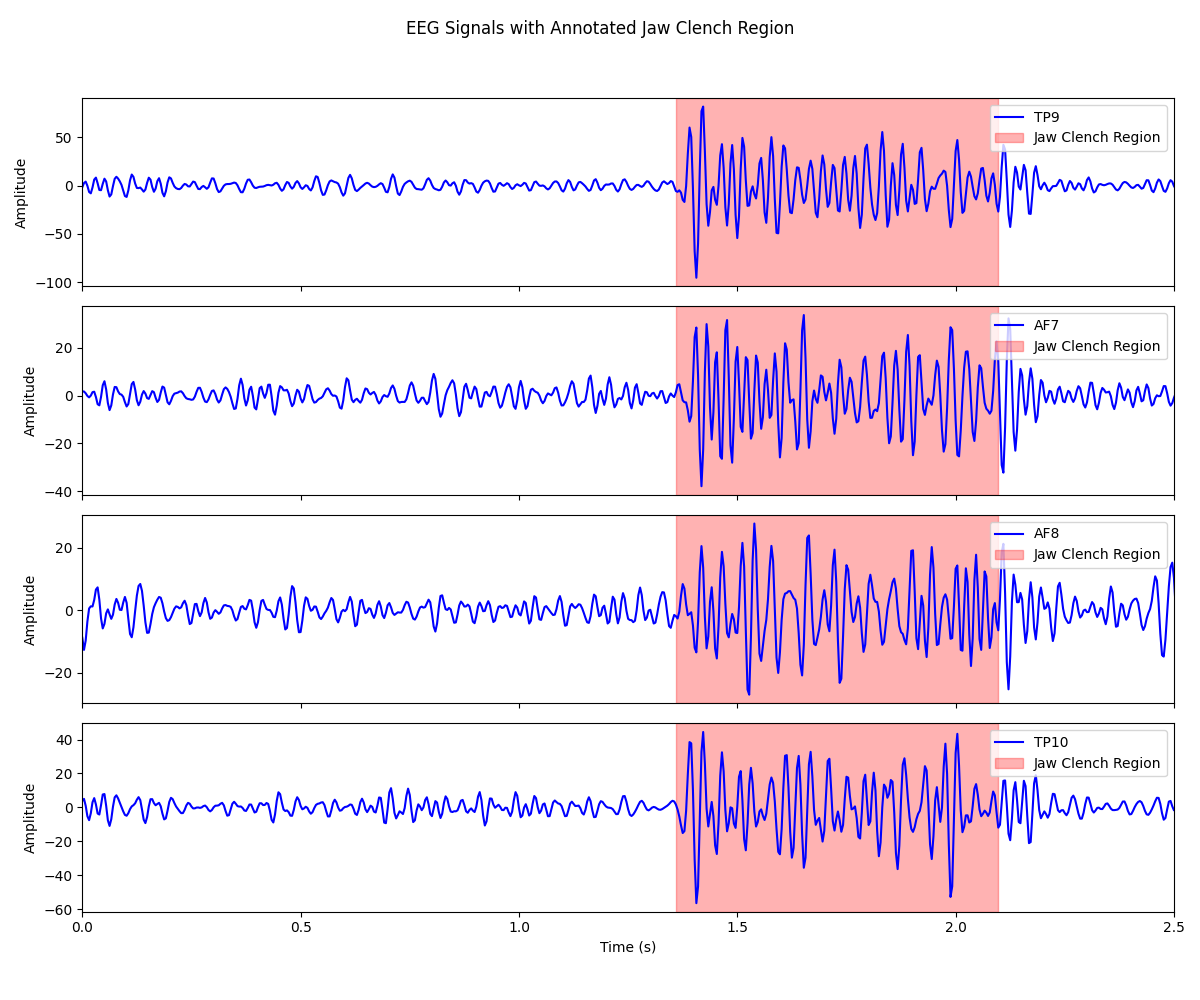 EEG Signals with Annotated Jaw Clench Region
Amplitude
50
0
−50
−100
TP9
Jaw Clench Region
Amplitude
20
0
−20
−40
AF7
Jaw Clench Region
Amplitude
20
0
−20
AF8
Jaw Clench Region
Amplitude
40
20
0
−20
−40
−60
TP10
Jaw Clench Region
0.0 0.5 1.0 1.5 2.0 2.5
Time (s)